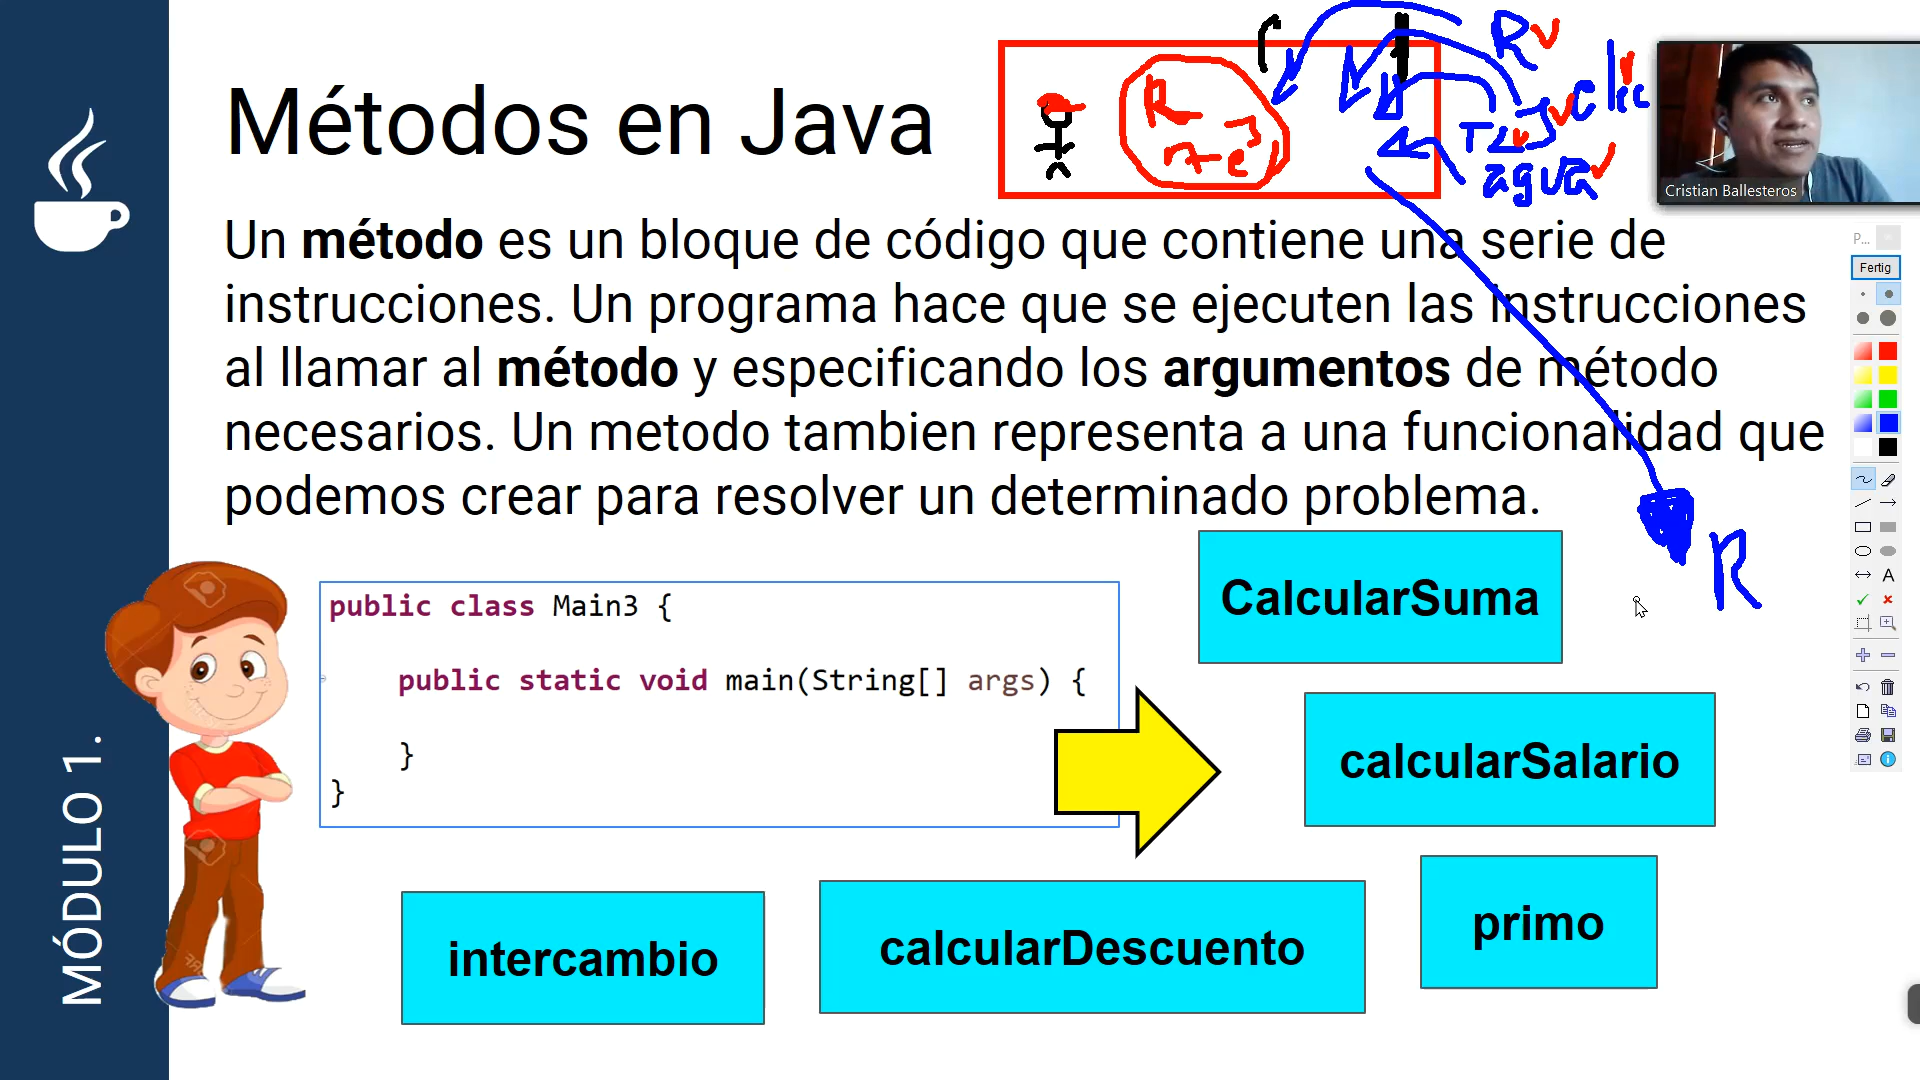 Métodos en Java
R
clic
agua
Cristian Ballesteros
Un método es un bloque de código que contiene una serie de
instrucciones. Un programa hace que se ejecuten las instrucciones
al llamar al método y especificando los argumentos de método
necesarios. Un metodo tambien representa a una funcionalidad que
podemos crear para resolver un determinado problema.
P...
Fertig
A
R
public class Main3 {
public static void main(String[] args) {
}
}
CalcularSuma
calcularSalario
primo
calcularDescuento
intercambio
MÓDULO 1.